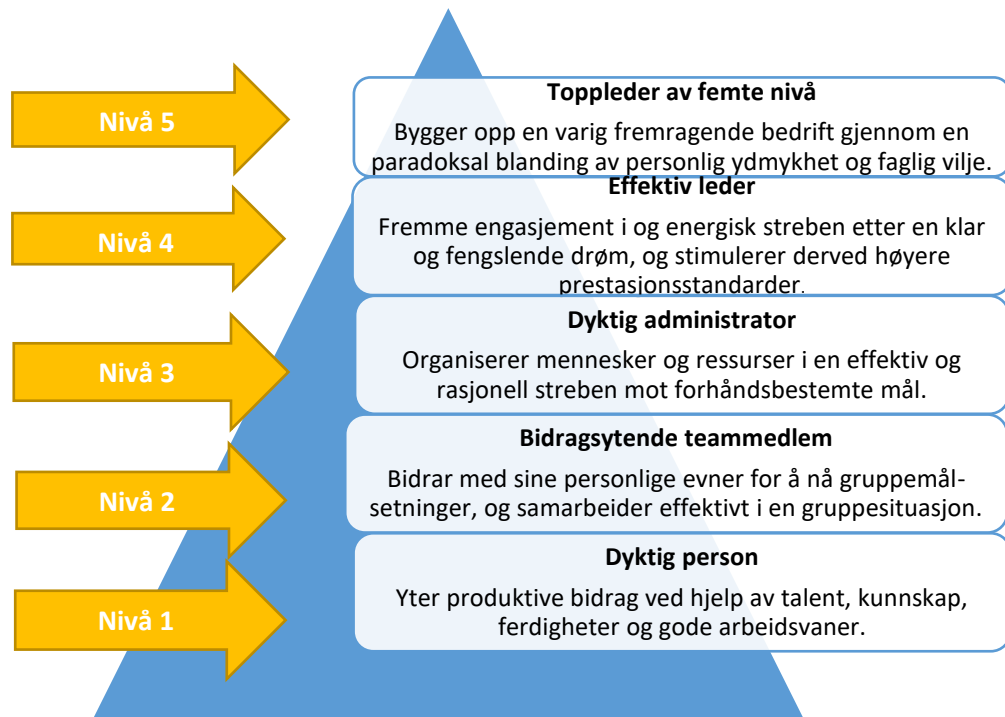 Nivå 5
Toppleder av femte nivå
Bygger opp en varig fremragende bedrift gjennom en
paradoksal blanding av personlig ydmykhet og faglig vilje.
Nivå 4
Effektiv leder
Fremme engasjement i og energisk streben etter en klar
og fengslende drøm, og stimulerer derved høyere
prestasjonsstandarder.
Nivå 3
Dyktig administrator
Organiserer mennesker og ressurser i en effektiv og
rasjonell streben mot forhåndsbestemte mål.
Nivå 2
Bidragsytende teammedlem
Bidrar med sine personlige evner for å nå gruppemål-
setninger, og samarbeider effektivt i en gruppesituasjon.
Nivå 1
Dyktig person
Yter produktive bidrag ved hjelp av talent, kunnskap,
ferdigheter og gode arbeidsvaner.